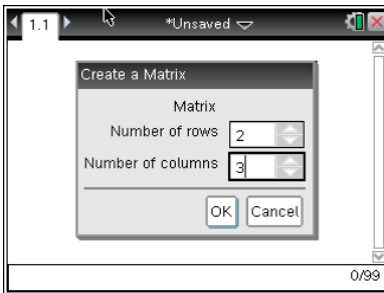 1.1 *Unsaved
Create a Matrix
Matrix
Number of rows 2
Number of columns 3
OK Cancel
0/99